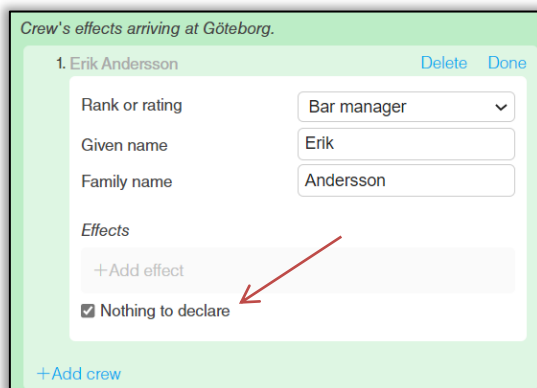 Crew's effects arriving at Göteborg.
1. Erik Andersson Delete Done
Rank or rating Bar manager
Given name Erik
Family name Andersson
Effects
+Add effect
Nothing to declare
+Add crew